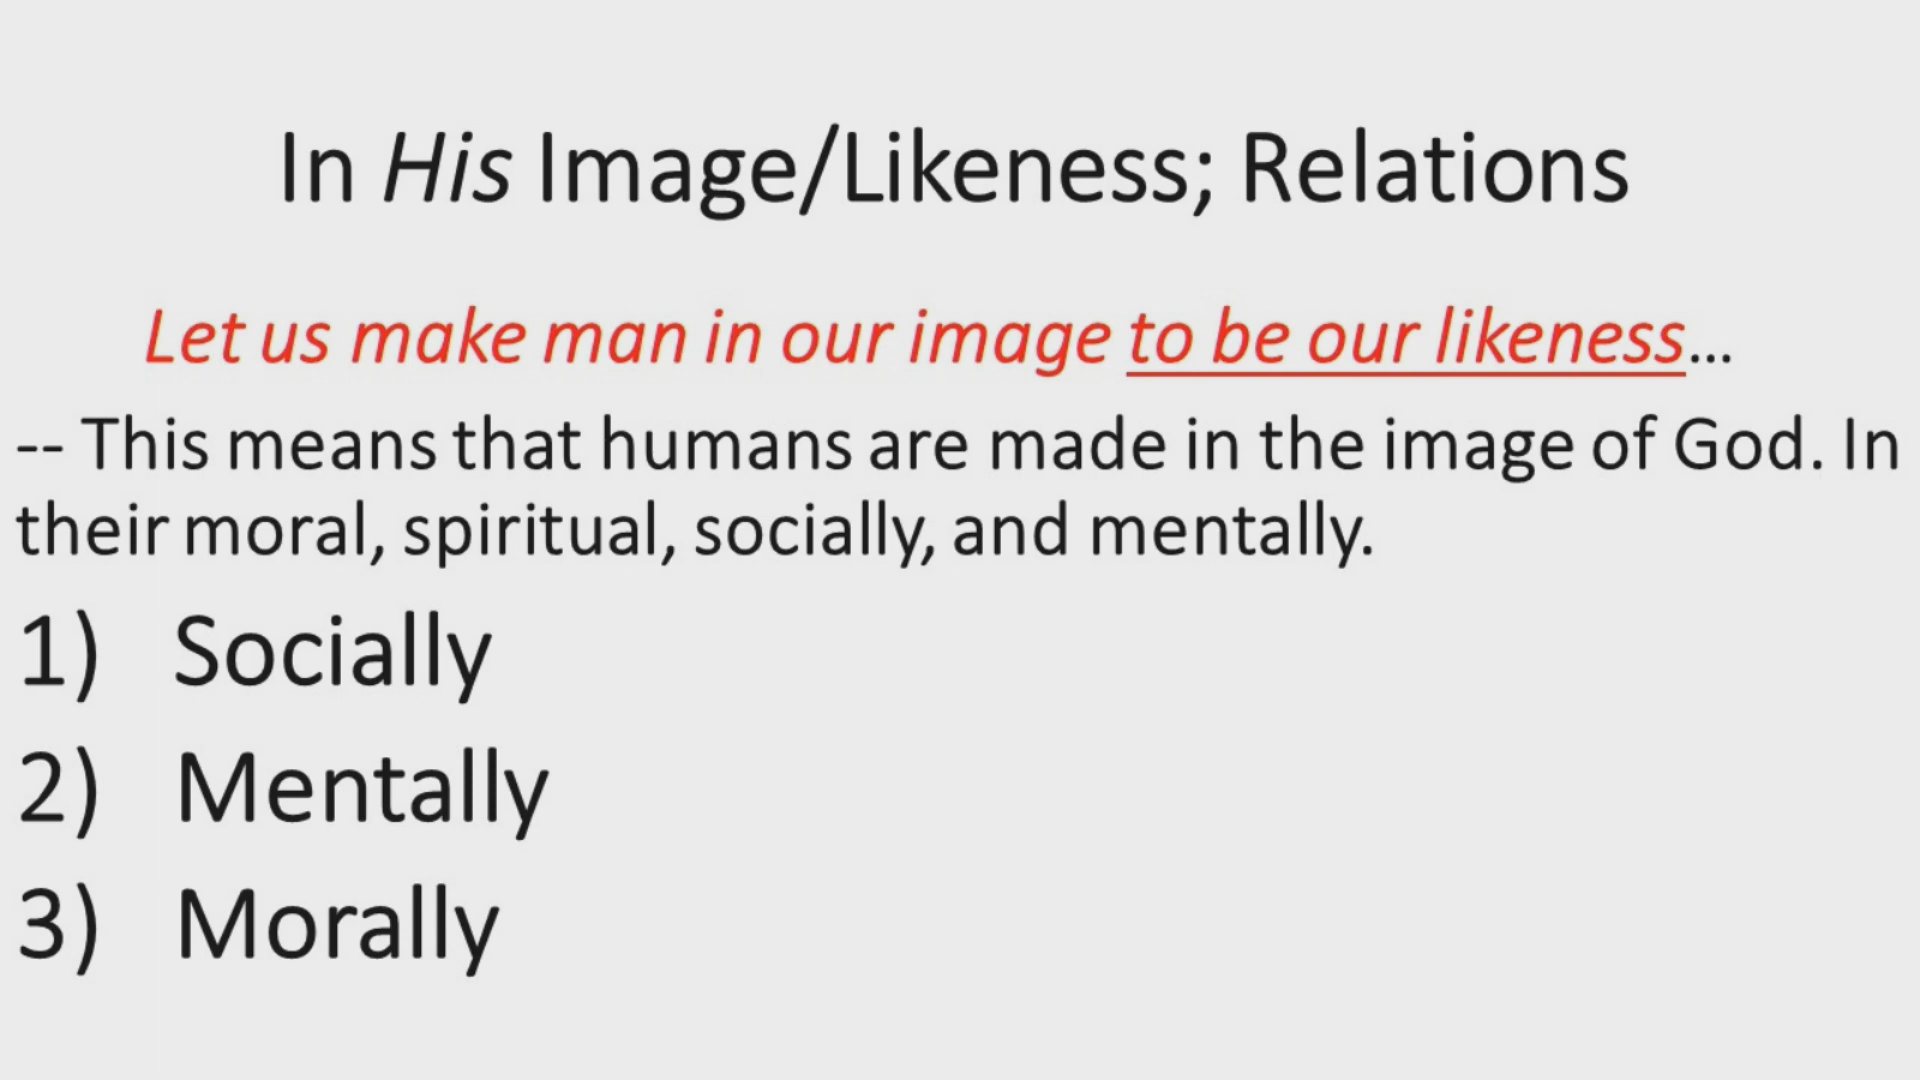 In His Image/Likeness; Relations
Let us make man in our image to be our likeness...
-- This means that humans are made in the image of God. In
their moral, spiritual, socially, and mentally.
1) Socially
2) Mentally
3) Morally